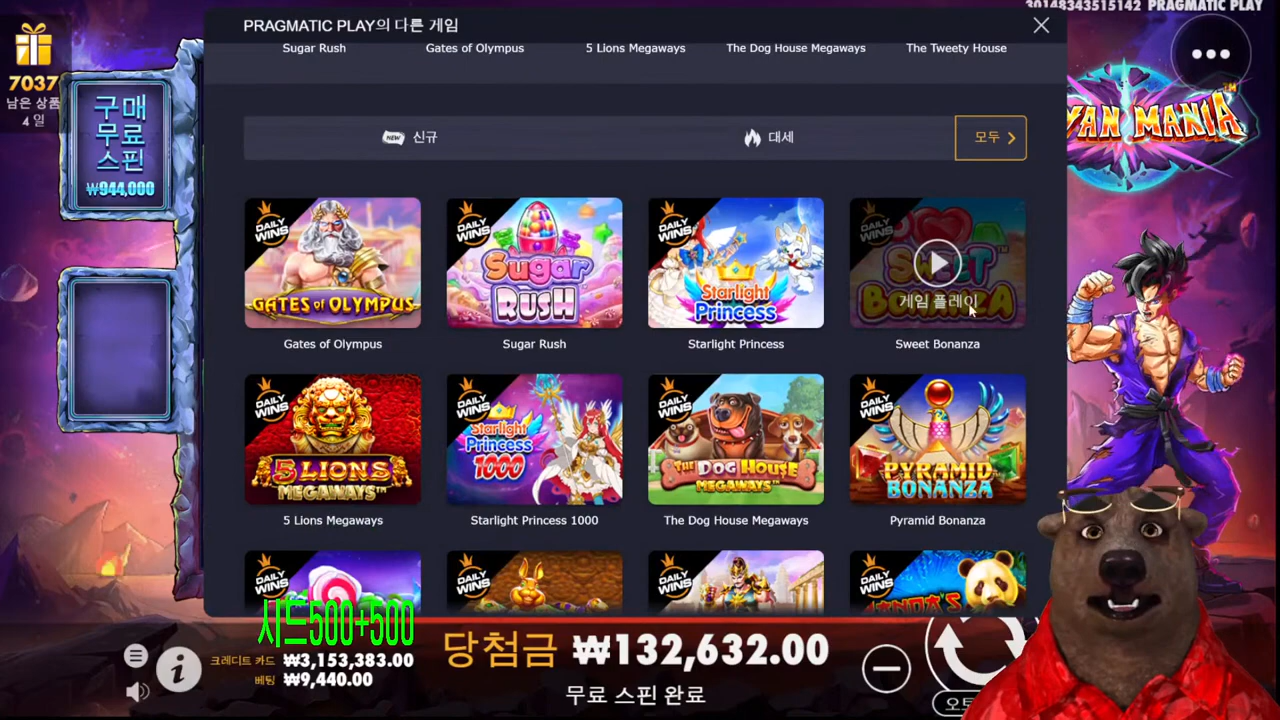 30148343515142 PRAGMATIC PLAY
PRAGMATIC PLAY의 다른 게임
Sugar Rush
Gates of Olympus
5 Lions Megaways
The Dog House Megaways
The Tweety House
7037
남은 상품
4 일
구매
무료
스핀
₩944,000
NEW 신규
대세
모두
MANIA
DAILY WINS
GATES of OLYMPUS
DAILY WINS
Sugar RUSH
DAILY WINS
Starlight Princess
DAILY WINS
SWEET BONANZA
게임 플레이
Gates of Olympus
Sugar Rush
Starlight Princess
Sweet Bonanza
DAILY WINS
5 LIONS MEGAWAYS™
DAILY WINS
Starlight Princess 1000
DAILY WINS
THE DOG HOUSE MEGAWAYS™
DAILY WINS
PYRAMID BONANZA
5 Lions Megaways
Starlight Princess 1000
The Dog House Megaways
Pyramid Bonanza
DAILY WINS
DAILY WINS
DAILY WINS
DAILY WINS
시드500+500
크레디트 카드 ₩3,153,383.00
베팅 ₩9,440.00
당첨금 ₩132,632.00
무료 스핀 완료